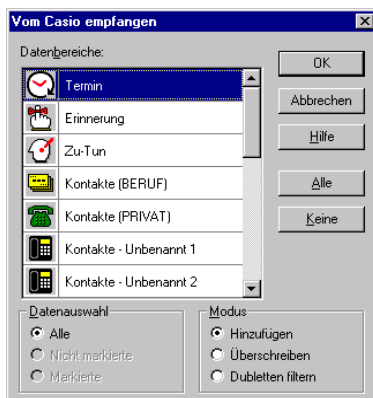 Vom Casio empfangen
Datenbereiche:
Termin
Erinnerung
Zu-Tun
Kontakte (BERUF)
Kontakte (PRIVAT)
Kontakte - Unbenannt 1
Kontakte - Unbenannt 2
OK
Abbrechen
Hilfe
Alle
Keine
Datenauswahl
Alle
Nicht markierte
Markierte
Modus
Hinzufügen
Überschreiben
Dubletten filtern